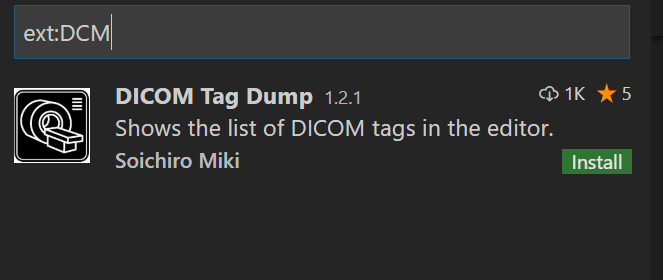 ext:DCM
DICOM Tag Dump 1.2.1 1K 5
Shows the list of DICOM tags in the editor.
Soichiro Miki Install